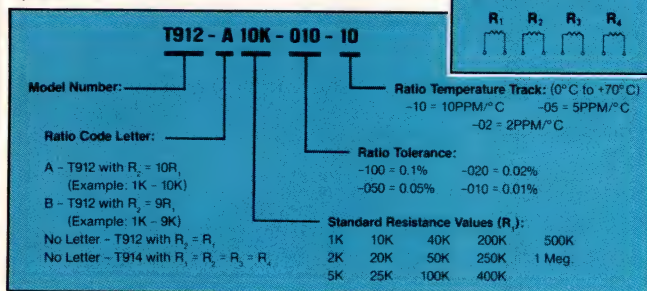 R₁ R₂ R₃ R₄
T912 - A 10K - 010 - 10
Model Number:
Ratio Temperature Track: (0°C to +70°C)
-10 = 10PPM/°C -05 = 5PPM/°C
-02 = 2PPM/°C
Ratio Code Letter:
A - T912 with R₂ = 10R₁
(Example: 1K - 10K)
B - T912 with R₂ = 9R₁
(Example: 1K - 9K)
No Letter - T912 with R₂ = R₁
No Letter - T914 with R₁ = R₂ = R₃ = R₄
Ratio Tolerance:
-100 = 0.1% -020 = 0.02%
-050 = 0.05% -010 = 0.01%
Standard Resistance Values (R₁):
1K 10K 40K 200K 500K
2K 20K 50K 250K 1 Meg.
5K 25K 100K 400K